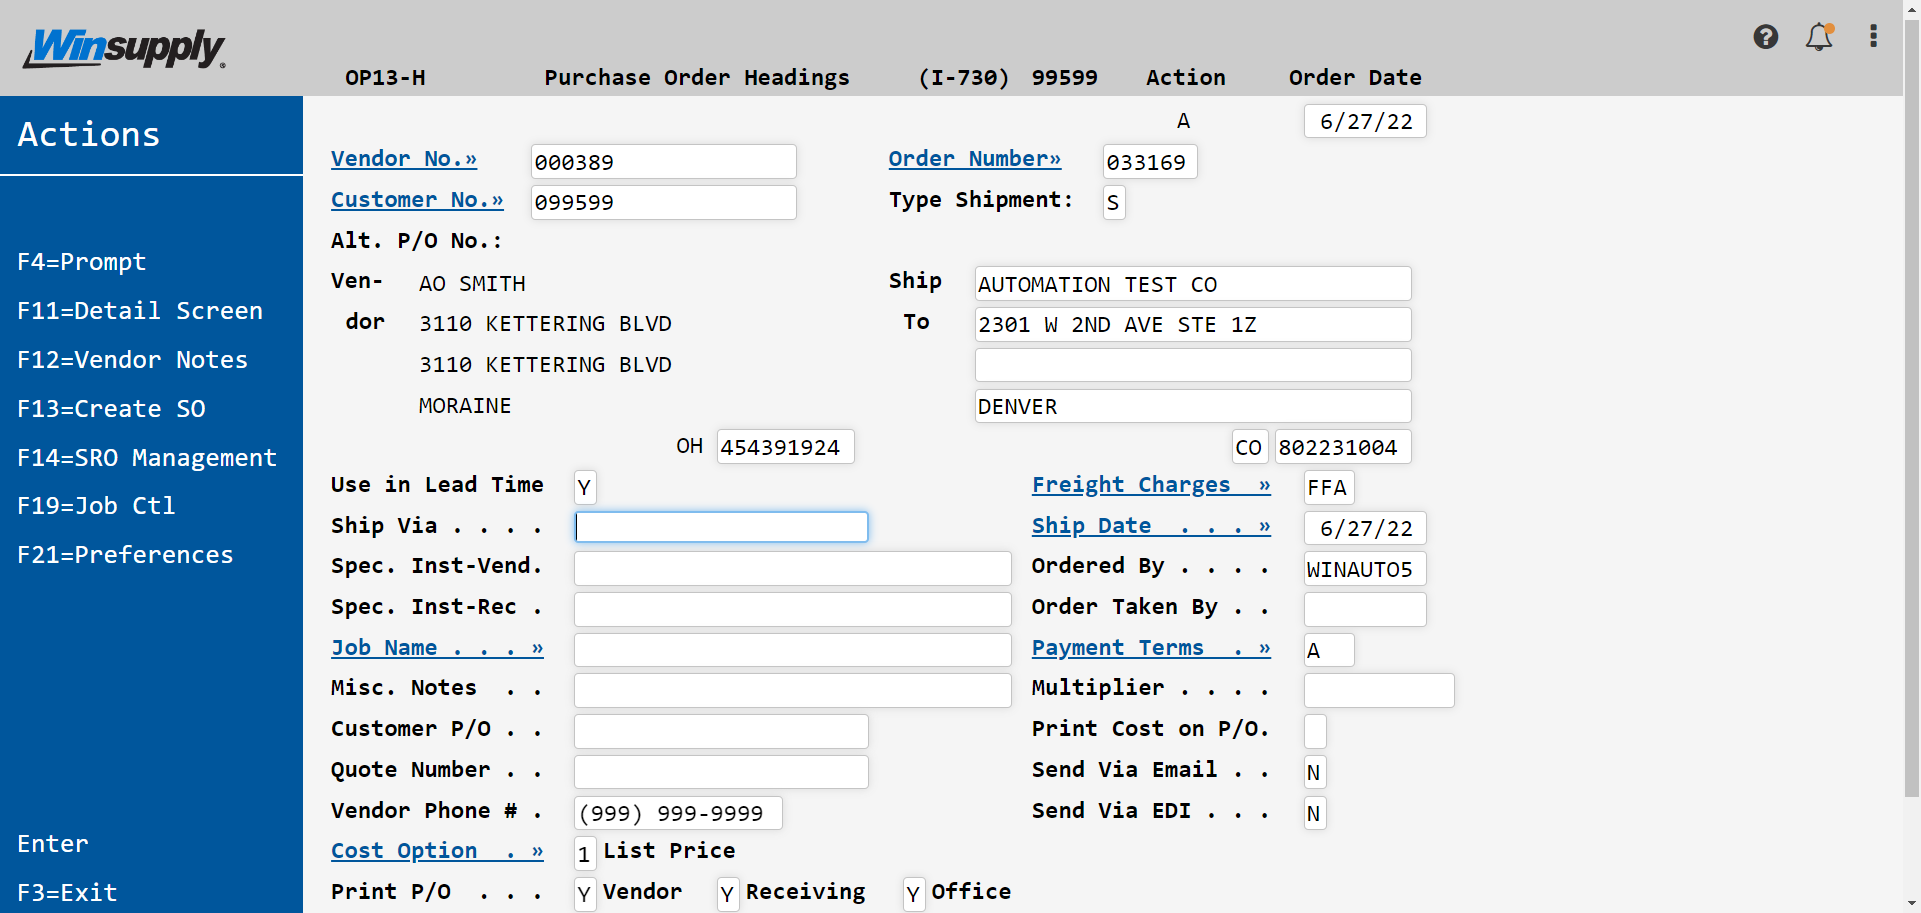 Winsupply®
OP13-H Purchase Order Headings (I-730) 99599 Action Order Date
Actions
A 6/27/22
Vendor No.» 000389 Order Number» 033169
Customer No.» 099599 Type Shipment: S
Alt. P/O No.:
F4=Prompt
F11=Detail Screen
F12=Vendor Notes
F13=Create SO
F14=SRO Management
F19=Job Ctl
F21=Preferences
Ven- AO SMITH Ship AUTOMATION TEST CO
dor 3110 KETTERING BLVD To 2301 W 2ND AVE STE 1Z
3110 KETTERING BLVD
MORAINE DENVER
OH 454391924 CO 802231004
Use in Lead Time Y Freight Charges » FFA
Ship Via . . . . Ship Date . . . » 6/27/22
Spec. Inst-Vend. Ordered By . . . . WINAUTO5
Spec. Inst-Rec . Order Taken By . .
Job Name . . . » Payment Terms . » A
Misc. Notes . . Multiplier . . . .
Customer P/O . . Print Cost on P/O.
Quote Number . . Send Via Email . . N
Vendor Phone # . (999) 999-9999 Send Via EDI . . . N
Cost Option . » 1 List Price
Print P/O . . . Y Vendor Y Receiving Y Office
Enter
F3=Exit